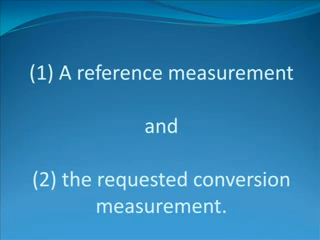 (1) A reference measurement
and
(2) the requested conversion
measurement.